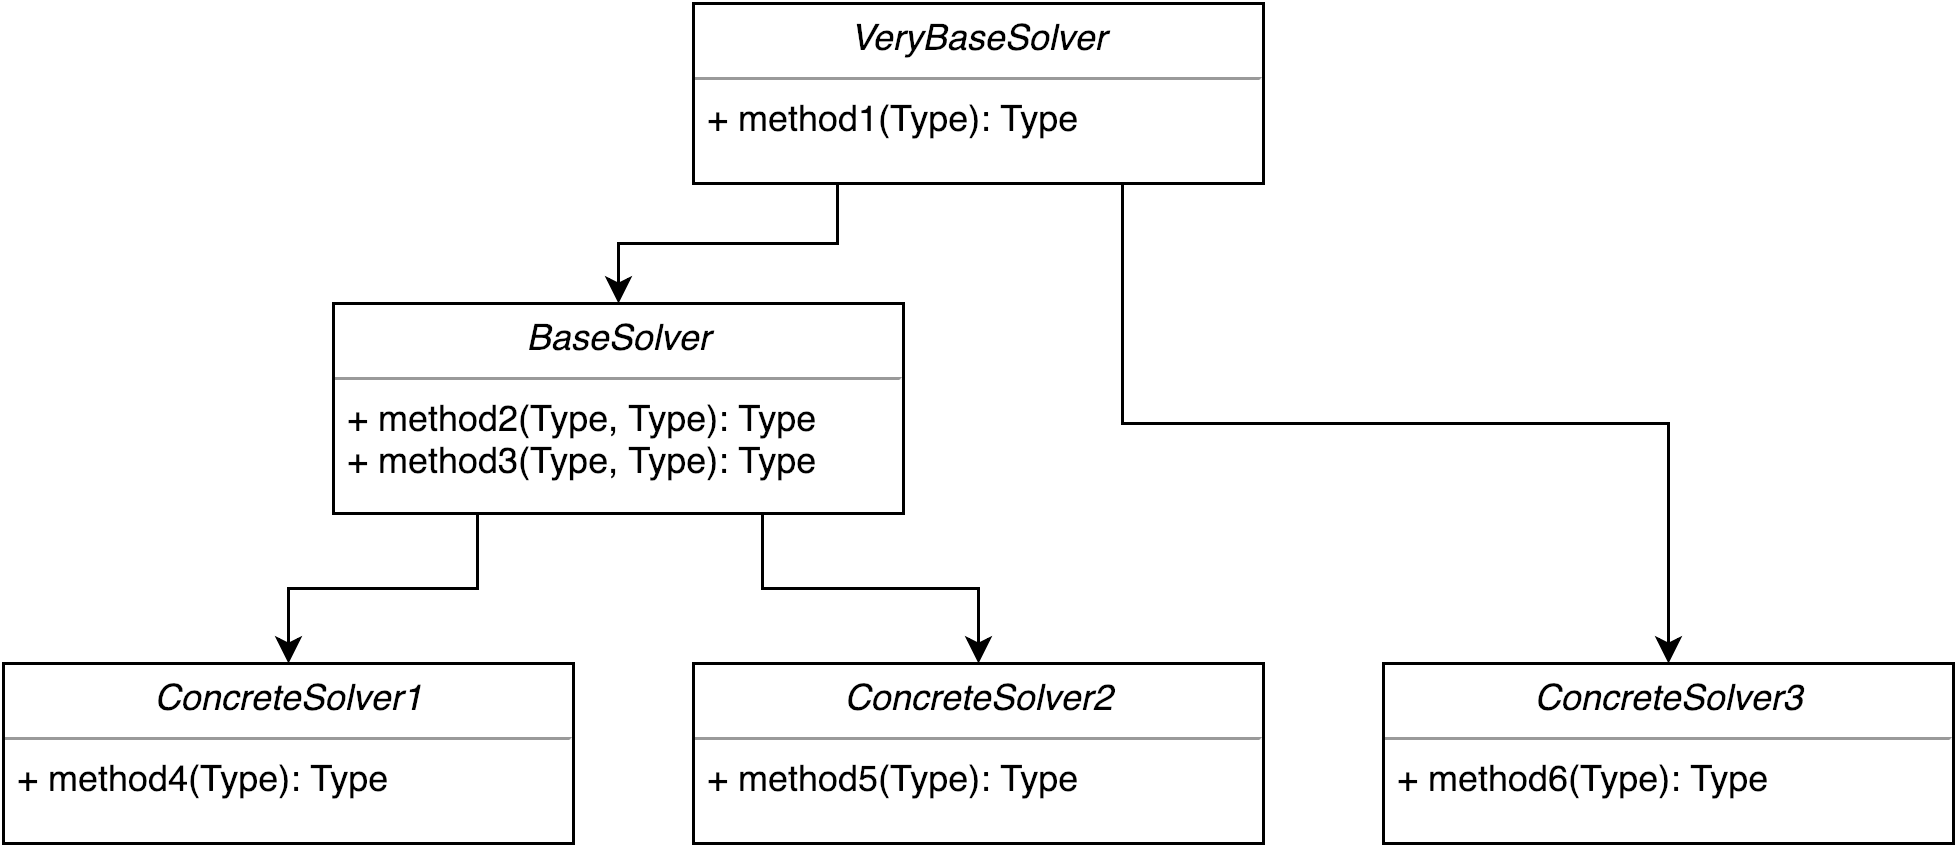 VeryBaseSolver
+ method1(Type): Type
BaseSolver
+ method2(Type, Type): Type
+ method3(Type, Type): Type
ConcreteSolver1
+ method4(Type): Type
ConcreteSolver2
+ method5(Type): Type
ConcreteSolver3
+ method6(Type): Type